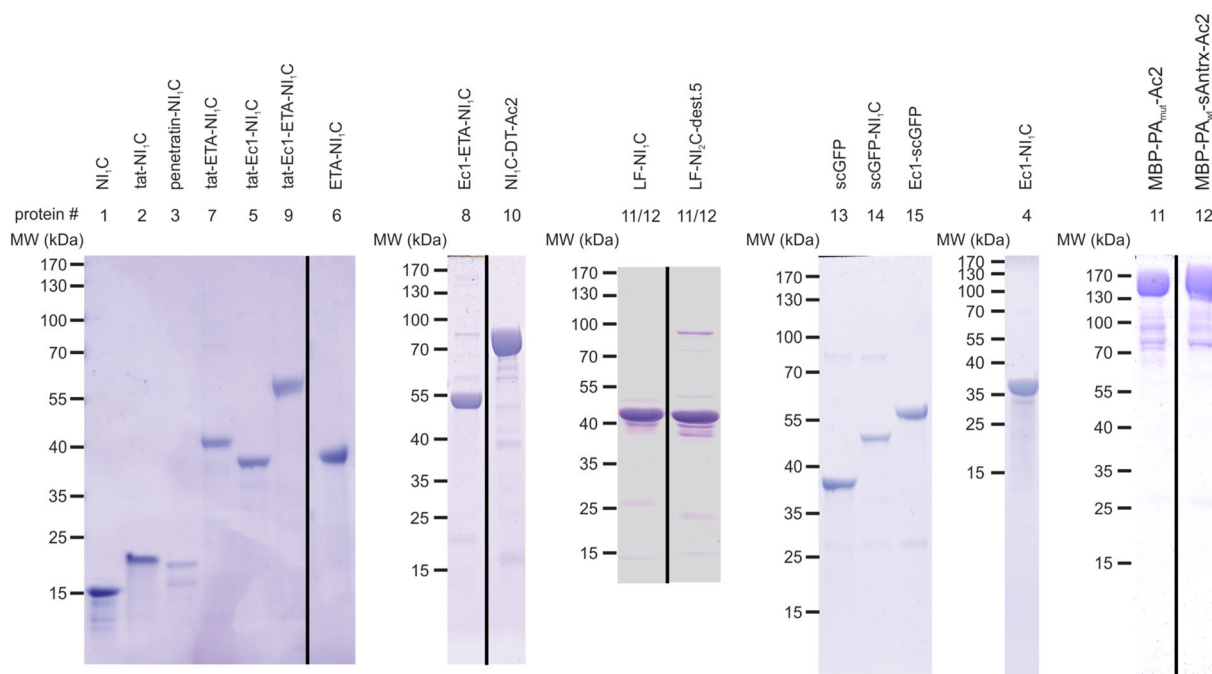 NI₁C
tat-NI₁C
penetratin-NI₁C
tat-ETA-NI₁C
tat-Ec1-NI₁C
tat-Ec1-ETA-NI₁C
ETA-NI₁C
protein # 1 2 3 7 5 9 6
MW (kDa)
170
130
100
70
55
40
35
25
15
Ec1-ETA-NI₁C
NI₁C-DT-Ac2
8 10
MW (kDa)
170
130
100
70
55
40
35
25
15
LF-NI₁C
LF-NI₂C-dest.5
11/12 11/12
MW (kDa)
170
130
100
70
55
40
35
25
15
scGFP
scGFP-NI₁C
Ec1-scGFP
13 14 15
MW (kDa)
170
130
100
70
55
40
35
25
15
Ec1-NI₁C
4
MW (kDa)
170
130
100
70
55
40
35
25
15
MBP-PAmut-Ac2
MBP-PAwt-sAntrx-Ac2
11 12
MW (kDa)
170
130
100
70
55
40
35
25
15